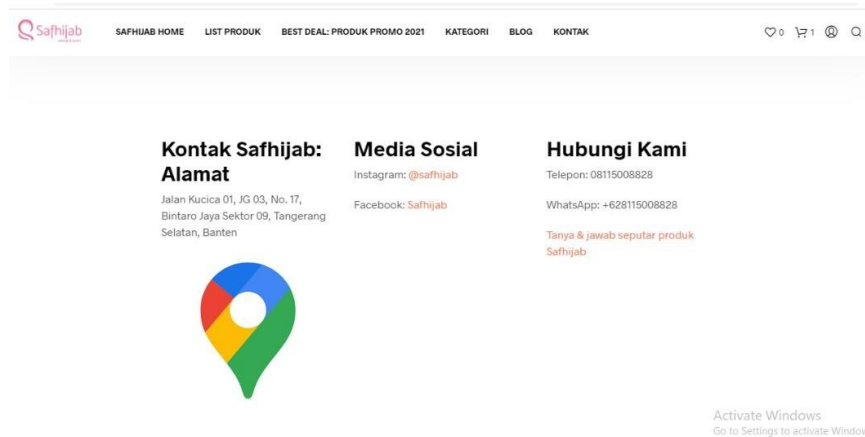 Safhijab
SAFHIJAB HOME LIST PRODUK BEST DEAL: PRODUK PROMO 2021 KATEGORI BLOG KONTAK 0 1
Kontak Safhijab:
Alamat
Jalan Kucica 01, JG 03, No. 17,
Bintaro Jaya Sektor 09, Tangerang
Selatan, Banten
Media Sosial
Instagram: @safhijab
Facebook: Safhijab
Hubungi Kami
Telepon: 08115008828
WhatsApp: +628115008828
Tanya & jawab seputar produk
Safhijab
Activate Windows
Go to Settings to activate Window